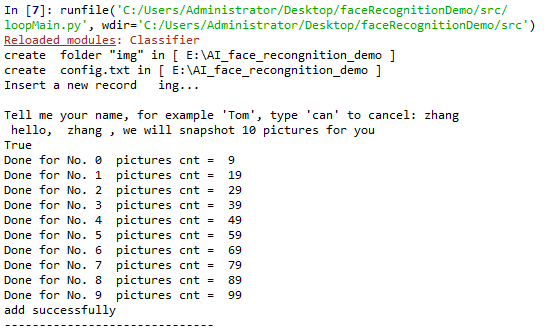 In [7]: runfile('C:/Users/Administrator/Desktop/faceRecognitionDemo/src/
loopMain.py', wdir='C:/Users/Administrator/Desktop/faceRecognitionDemo/src')
Reloaded modules: Classifier
create  folder "img" in [ E:\AI_face_recongnition_demo ]
create  config.txt in [ E:\AI_face_recongnition_demo ]
Insert a new record   ing...
Tell me your name, for example 'Tom', type 'can' to cancel: zhang
 hello,  zhang , we will snapshot 10 pictures for you
True
Done for No. 0  pictures cnt =  9
Done for No. 1  pictures cnt =  19
Done for No. 2  pictures cnt =  29
Done for No. 3  pictures cnt =  39
Done for No. 4  pictures cnt =  49
Done for No. 5  pictures cnt =  59
Done for No. 6  pictures cnt =  69
Done for No. 7  pictures cnt =  79
Done for No. 8  pictures cnt =  89
Done for No. 9  pictures cnt =  99
add successfully
------------------------------